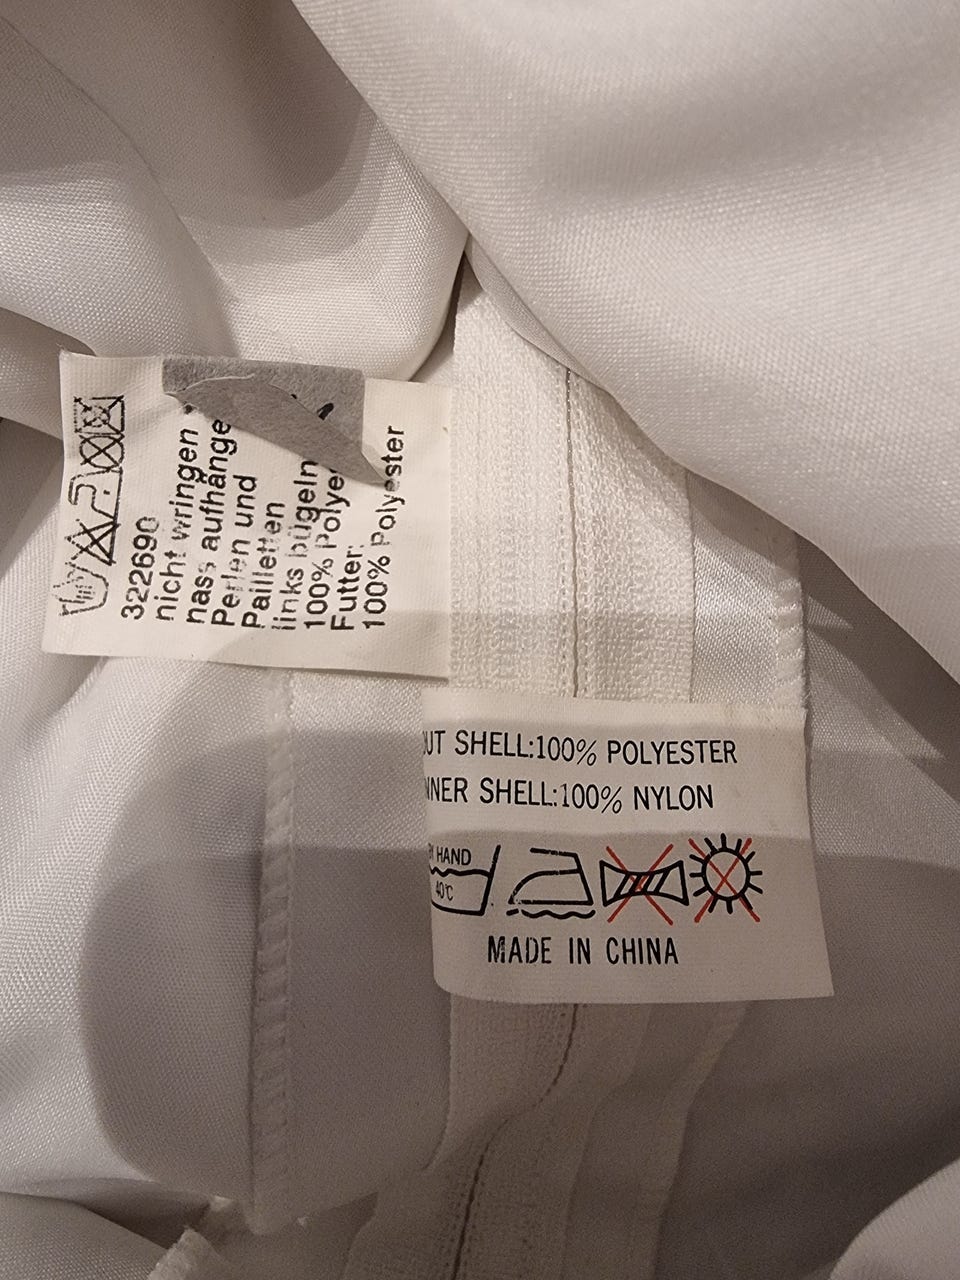 322690
nicht wringen
nass aufhänge
Perlen und
Pailletten
links bügeln
100% Polye
Futter:
100% Polyester
OUT SHELL:100% POLYESTER
INNER SHELL:100% NYLON
BY HAND
40°C
MADE IN CHINA